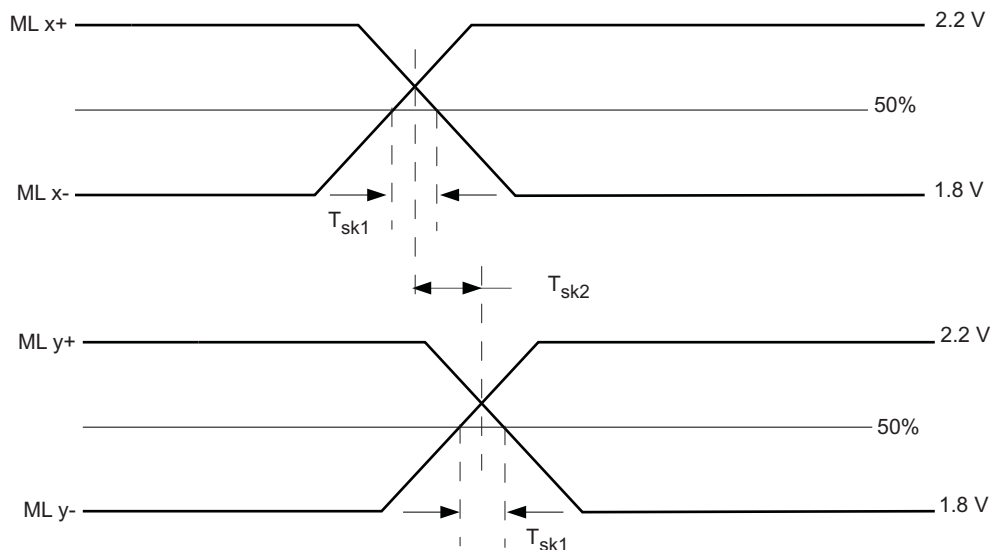 ML x+
2.2 V
50%
ML x-
1.8 V
Tsk1
Tsk2
ML y+
2.2 V
50%
ML y-
1.8 V
Tsk1